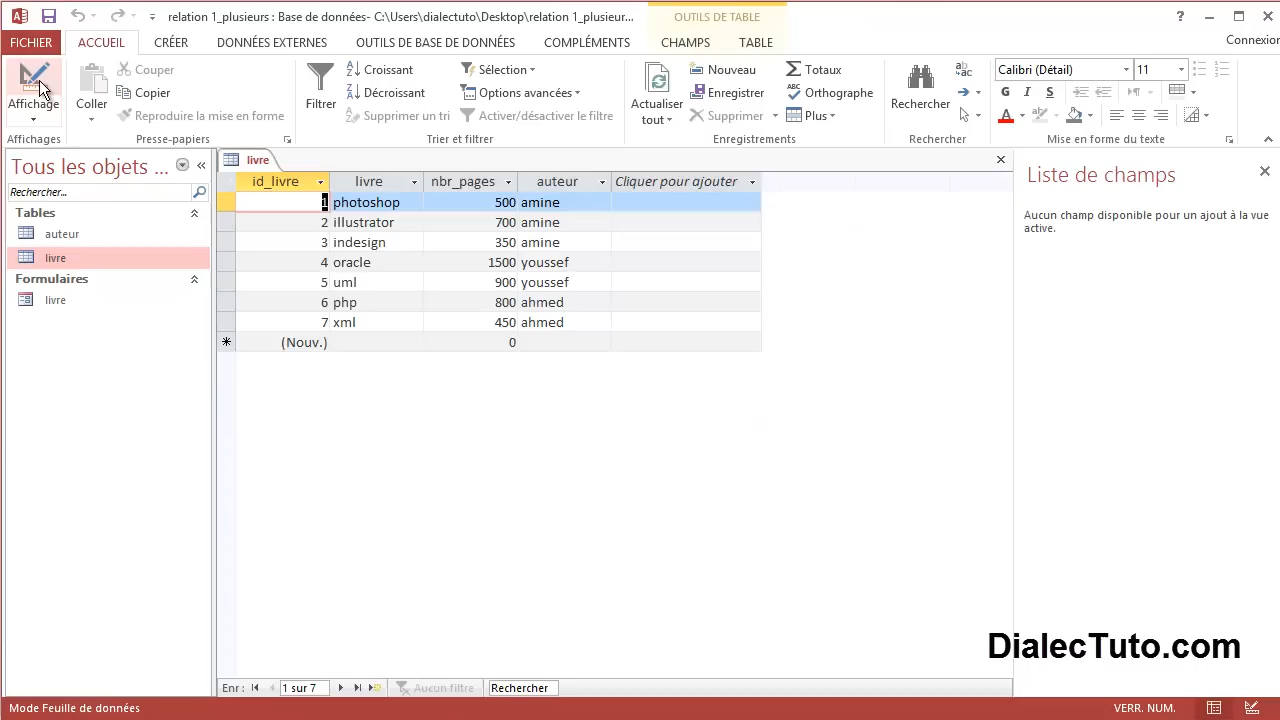 relation 1_plusieurs : Base de données- C:\Users\dialectuto\Desktop\relation 1_plusieur...
OUTILS DE TABLE
?
FICHIER
ACCUEIL
CRÉER
DONNÉES EXTERNES
OUTILS DE BASE DE DONNÉES
COMPLÉMENTS
CHAMPS
TABLE
Connexior
Affichage
Affichages
Coller
Couper
Copier
Reproduire la mise en forme
Presse-papiers
Filtrer
Croissant
Décroissant
Supprimer un tri
Sélection
Options avancées
Activer/désactiver le filtre
Trier et filtrer
Actualiser
tout
Nouveau
Enregistrer
Supprimer
Totaux
Orthographe
Plus
Enregistrements
Rechercher
Rechercher
Calibri (Détail)
11
G I S
Mise en forme du texte
Tous les objets ...
Rechercher...
Tables
auteur
livre
Formulaires
livre
livre
id_livre livre nbr_pages auteur Cliquer pour ajouter
1 photoshop 500 amine
2 illustrator 700 amine
3 indesign 350 amine
4 oracle 1500 youssef
5 uml 900 youssef
6 php 800 ahmed
7 xml 450 ahmed
(Nouv.) 0
Enr : 1 sur 7 Aucun filtre Rechercher
Liste de champs
Aucun champ disponible pour un ajout à la vue
active.
DialecTuto.com
Mode Feuille de données
VERR. NUM.